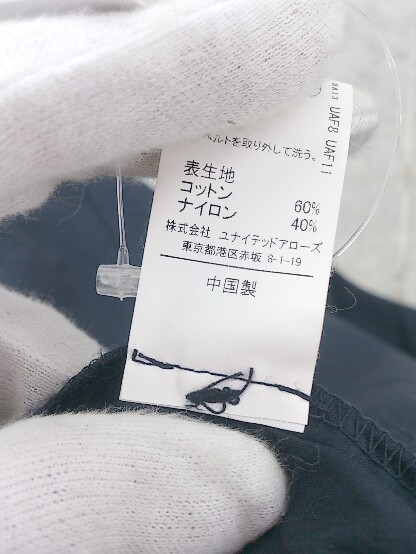 UAF8 UAF11
ベルトを取り外して洗う。
表生地
コットン 60%
ナイロン 40%
株式会社 ユナイテッドアローズ
東京都港区赤坂 8-1-19
中国製